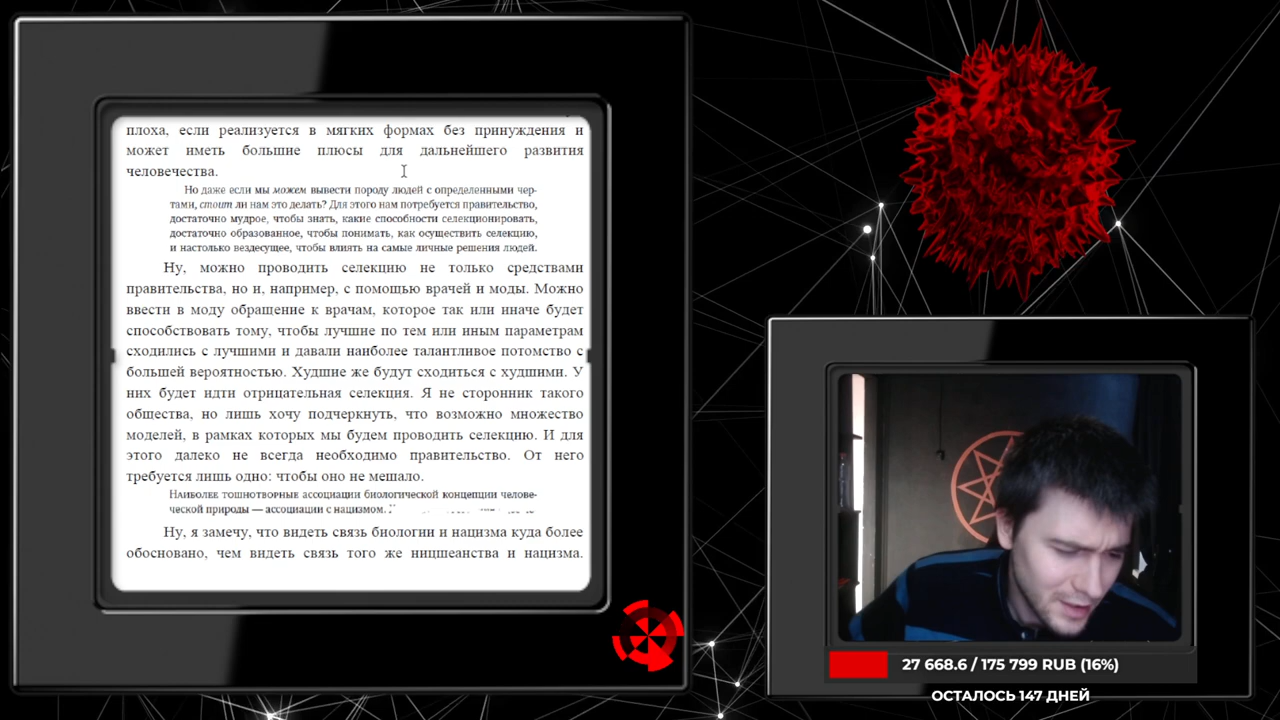 плоха, если реализуется в мягких формах без принуждения и
может иметь большие плюсы для дальнейшего развития
человечества.
Но даже если мы можем вывести породу людей с определенными чер-
тами, стоит ли нам это делать? Для этого нам потребуется правительство,
достаточно мудрое, чтобы знать, какие способности селекционировать,
достаточно образованное, чтобы понимать, как осуществить селекцию,
и настолько вездесущее, чтобы влиять на самые личные решения людей.
Ну, можно проводить селекцию не только средствами
правительства, но и, например, с помощью врачей и моды. Можно
ввести в моду обращение к врачам, которое так или иначе будет
способствовать тому, чтобы лучшие по тем или иным параметрам
сходились с лучшими и давали наиболее талантливое потомство с
большей вероятностью. Худшие же будут сходиться с худшими. У
них будет идти отрицательная селекция. Я не сторонник такого
общества, но лишь хочу подчеркнуть, что возможно множество
моделей, в рамках которых мы будем проводить селекцию. И для
этого далеко не всегда необходимо правительство. От него
требуется лишь одно: чтобы оно не мешало.
Наиболее тошнотворные ассоциации биологической концепции челове-
ческой природы — ассоциации с нацизмом.
Ну, я замечу, что видеть связь биологии и нацизма куда более
обосновано, чем видеть связь того же ницшеанства и нацизма.
27 668.6 / 175 799 RUB (16%)
ОСТАЛОСЬ 147 ДНЕЙ